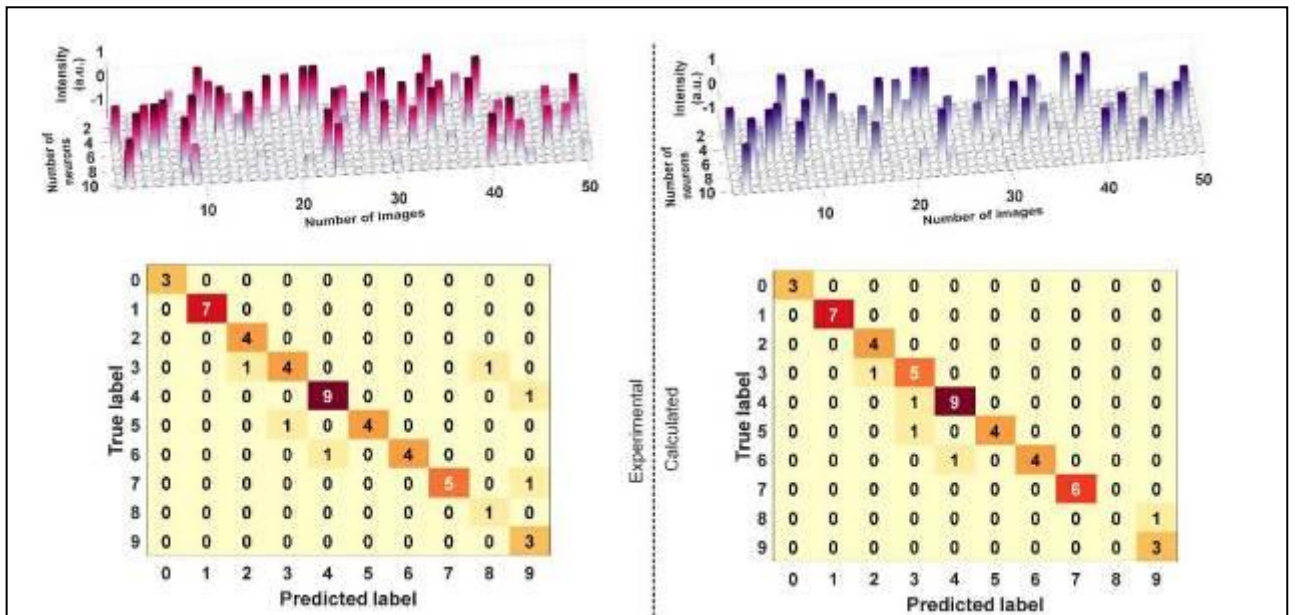 Intensity
(a.u.)
1
0
-1
Number of
neurons
2
4
6
8
10
10
20
30
40
50
Number of images
True label
0 3 0 0 0 0 0 0 0 0 0
1 0 7 0 0 0 0 0 0 0 0
2 0 0 4 0 0 0 0 0 0 0
3 0 0 1 4 0 0 0 0 1 0
4 0 0 0 0 9 0 0 0 0 1
5 0 0 0 1 0 4 0 0 0 0
6 0 0 0 0 1 0 4 0 0 0
7 0 0 0 0 0 0 0 5 0 1
8 0 0 0 0 0 0 0 0 1 0
9 0 0 0 0 0 0 0 0 0 3
0 1 2 3 4 5 6 7 8 9
Predicted label
Experimental
Calculated
Intensity
(a.u.)
1
0
-1
Number of
neurons
2
4
6
8
10
10
20
30
40
50
Number of images
True label
0 3 0 0 0 0 0 0 0 0 0
1 0 7 0 0 0 0 0 0 0 0
2 0 0 4 0 0 0 0 0 0 0
3 0 0 1 5 0 0 0 0 0 0
4 0 0 0 1 9 0 0 0 0 0
5 0 0 0 1 0 4 0 0 0 0
6 0 0 0 0 1 0 4 0 0 0
7 0 0 0 0 0 0 0 6 0 0
8 0 0 0 0 0 0 0 0 0 1
9 0 0 0 0 0 0 0 0 0 3
0 1 2 3 4 5 6 7 8 9
Predicted label